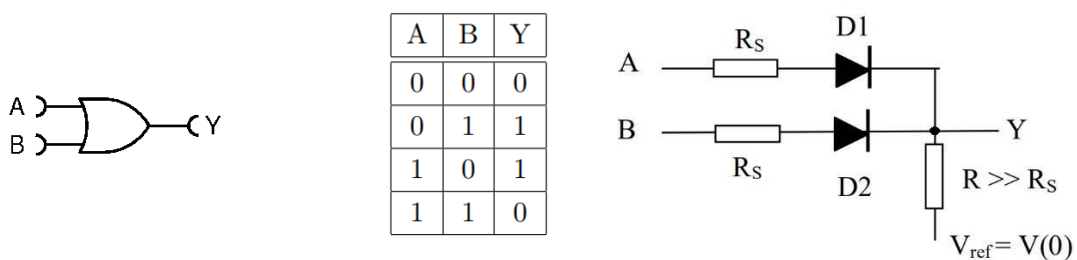 A
B
Y
A B Y
0 0 0
0 1 1
1 0 1
1 1 0
A
B
R_S
D1
R_S
D2
Y
R >> R_S
V_ref = V(0)